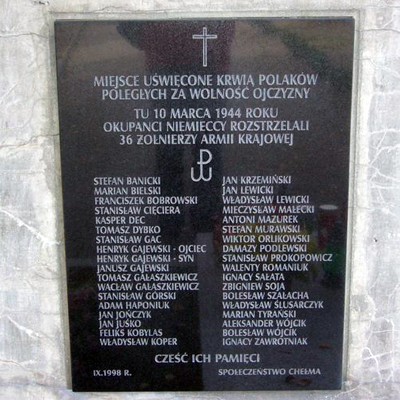 MIEJSCE UŚWIĘCONE KRWIĄ POLAKÓW
POLEGŁYCH ZA WOLNOŚĆ OJCZYZNY
TU 10 MARCA 1944 ROKU
OKUPANCI NIEMIECCY ROZSTRZELALI
36 ŻOŁNIERZY ARMII KRAJOWEJ
STEFAN BANICKI
MARIAN BIELSKI
FRANCISZEK BOBROWSKI
STANISŁAW CIĘCIERA
KASPER DEC
TOMASZ DYBKO
STANISŁAW GAC
HENRYK GAJEWSKI - OJCIEC
HENRYK GAJEWSKI - SYN
JANUSZ GAJEWSKI
TOMASZ GAŁASZKIEWICZ
WACŁAW GAŁASZKIEWICZ
STANISŁAW GÓRSKI
ADAM HAPONIUK
JAN JOŃCZYK
JAN JUŚKO
FELIKS KOBYLAS
WŁADYSŁAW KOPER
JAN KRZEMIŃSKI
JAN LEWICKI
WŁADYSŁAW LEWICKI
MIECZYSŁAW MAŁECKI
ANTONI MAZUREK
STEFAN MURAWSKI
WIKTOR ORLIKOWSKI
DAMAZY PODLEWSKI
STANISŁAW PROKOPOWICZ
WALENTY ROMANIUK
IGNACY SAŁATA
ZBIGNIEW SOJA
BOLESŁAW SZAŁACHA
WŁADYSŁAW ŚLUSARCZYK
MARIAN TYRAŃSKI
ALEKSANDER WÓJCIK
BOLESŁAW WÓJCIK
IGNACY ZAWROTNIAK
CZEŚĆ ICH PAMIĘCI
IX.1998 R. SPOŁECZEŃSTWO CHEŁMA